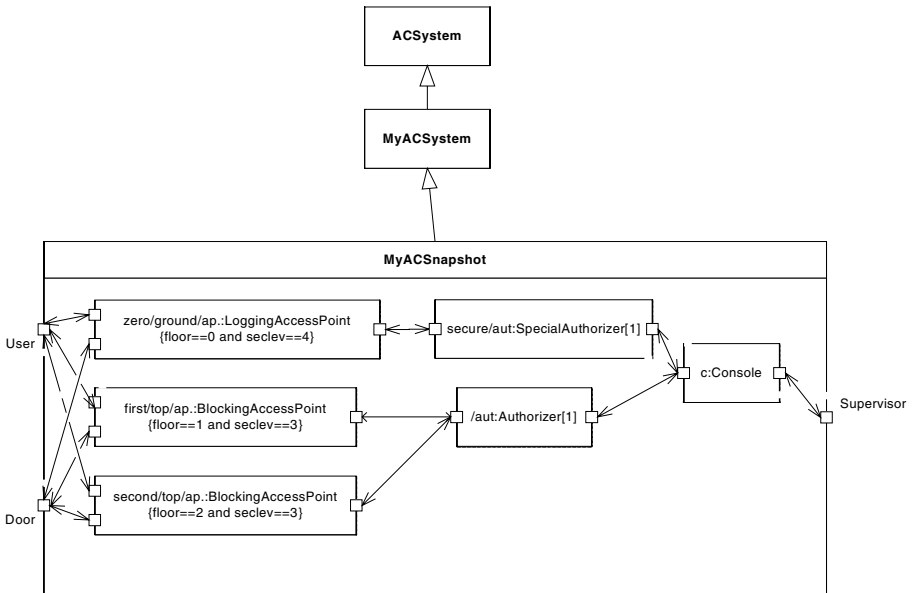 ACSystem
MyACSystem
MyACSnapshot
zero/ground/ap.:LoggingAccessPoint
{floor==0 and seclev==4}
secure/aut:SpecialAuthorizer[1]
User
c:Console
first/top/ap.:BlockingAccessPoint
{floor==1 and seclev==3}
/aut:Authorizer[1]
Supervisor
second/top/ap.:BlockingAccessPoint
{floor==2 and seclev==3}
Door